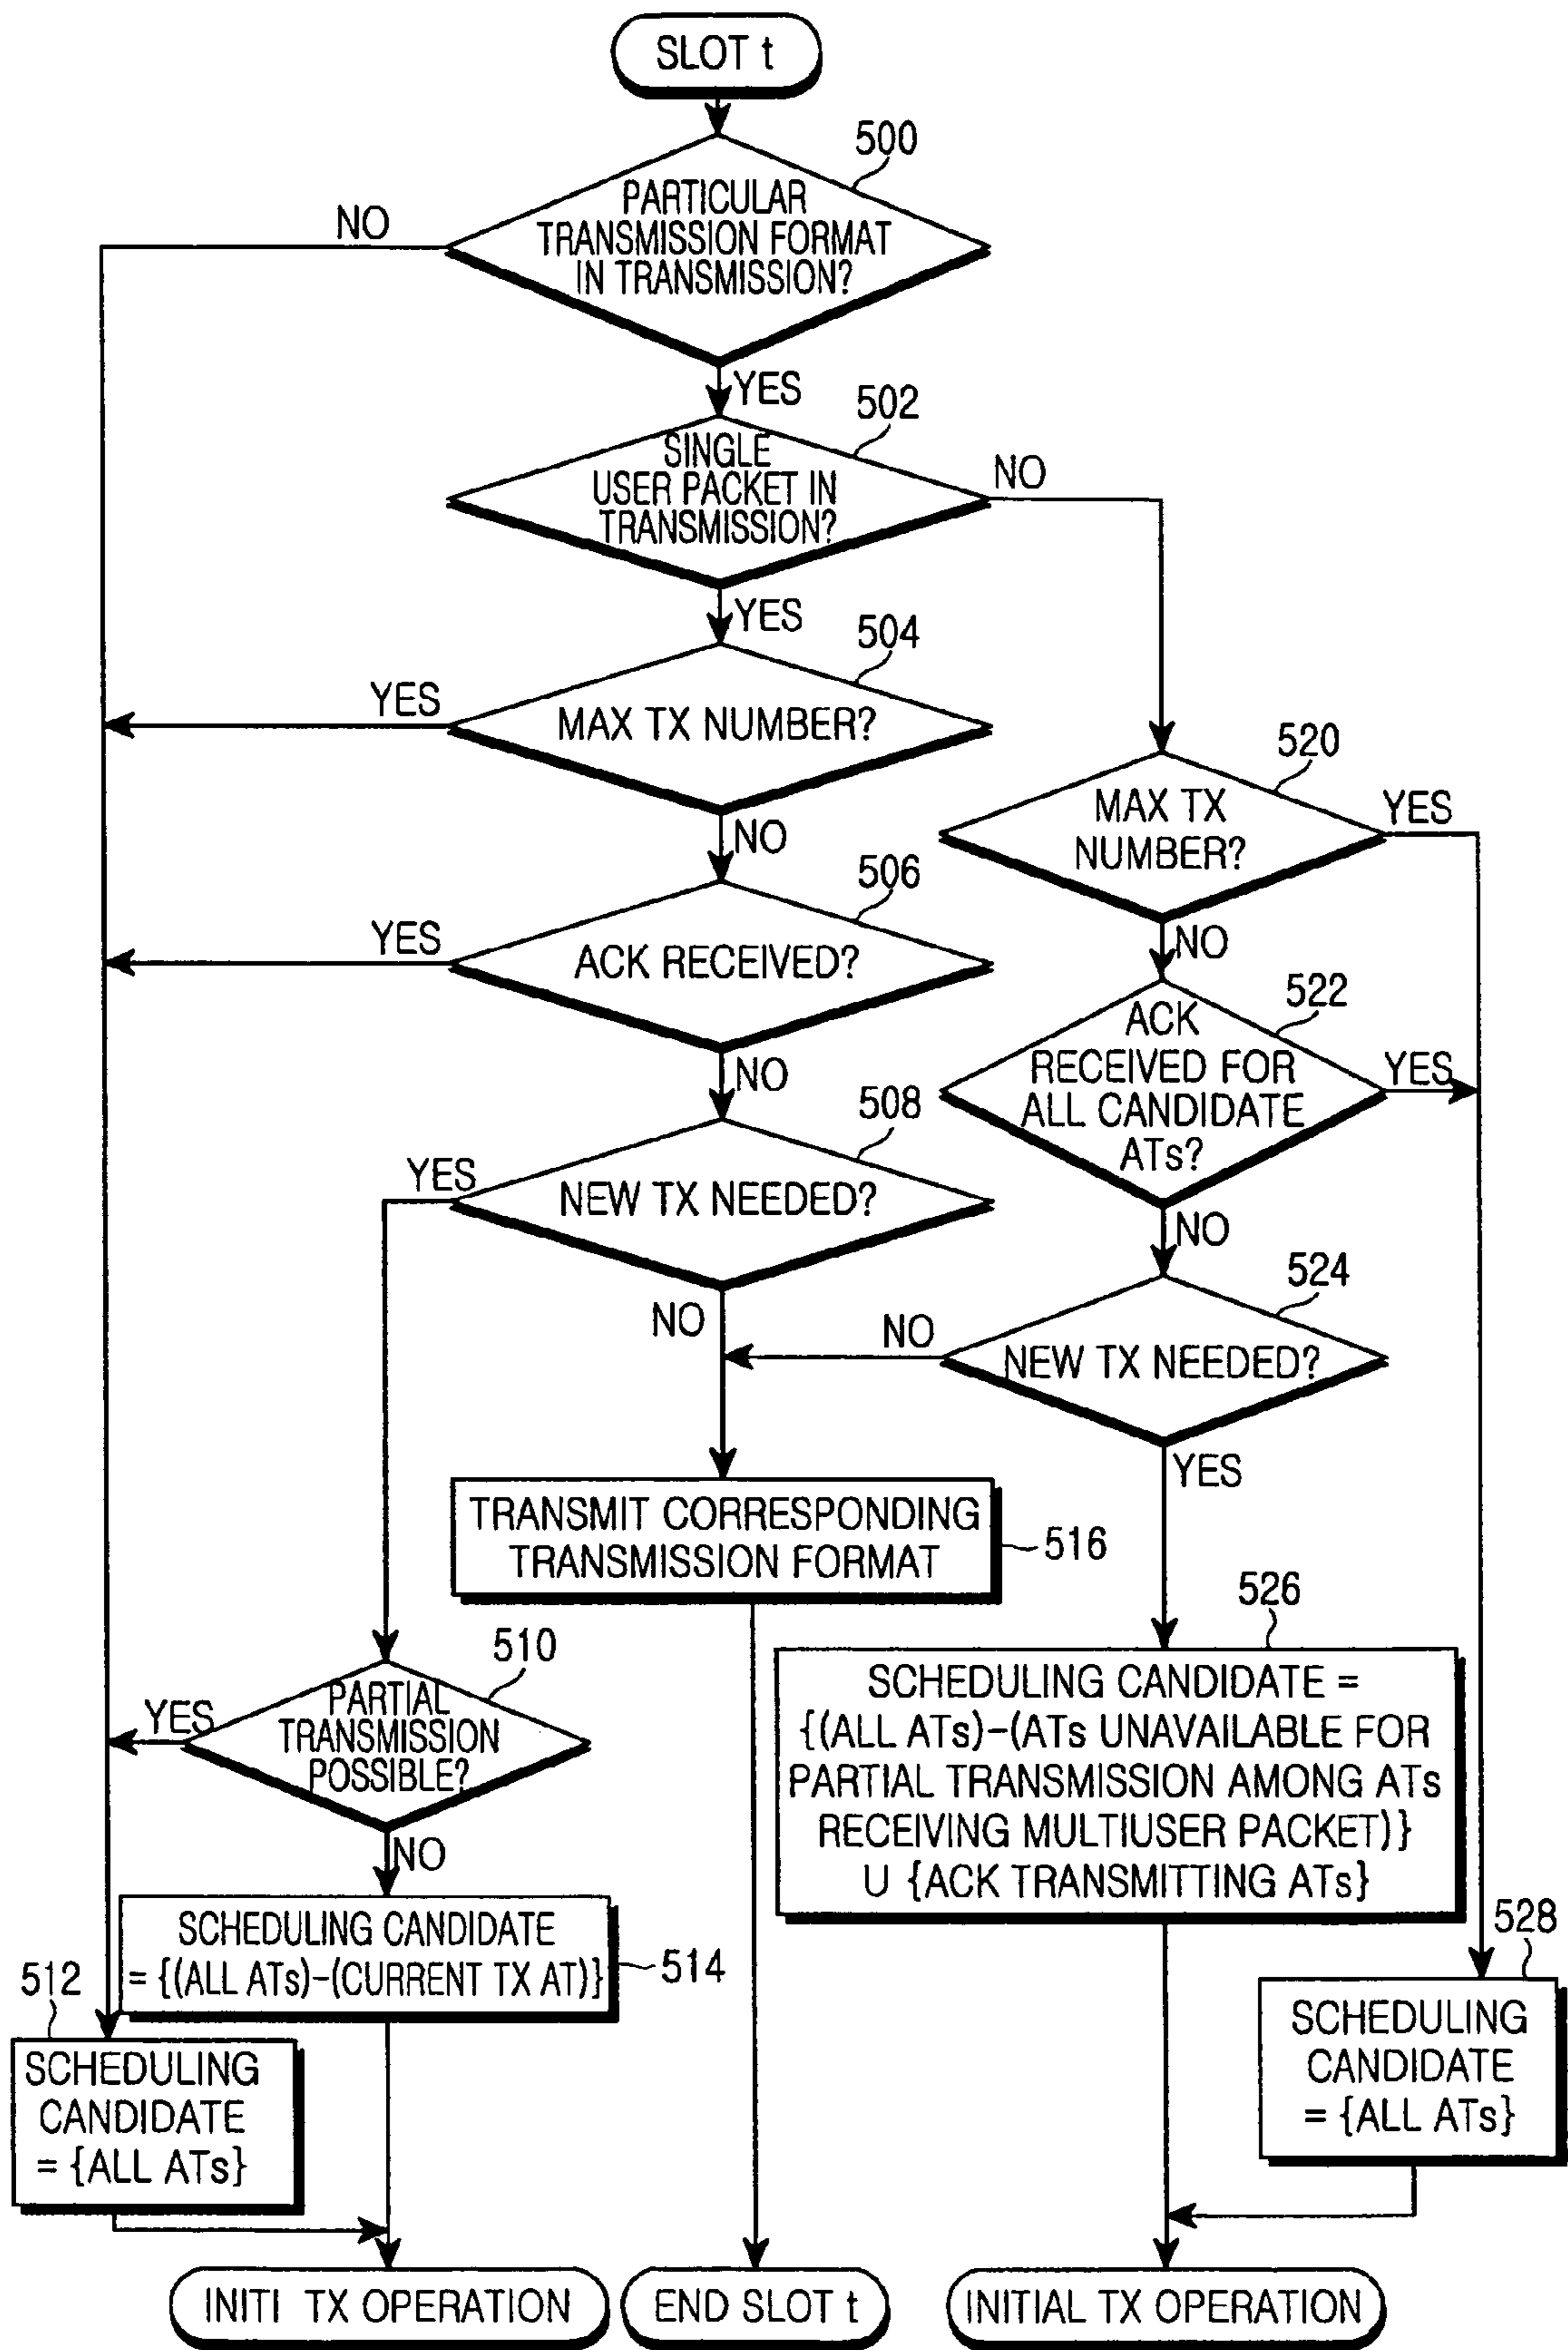 SLOT t
500
PARTICULAR
TRANSMISSION FORMAT
IN TRANSMISSION?
NO
YES
502
SINGLE
USER PACKET IN
TRANSMISSION?
NO
YES
504
MAX TX NUMBER?
YES
NO
520
MAX TX
NUMBER?
YES
NO
506
ACK RECEIVED?
YES
NO
522
ACK
RECEIVED FOR
ALL CANDIDATE
ATs?
YES
NO
508
NEW TX NEEDED?
YES
NO
524
NEW TX NEEDED?
NO
YES
TRANSMIT CORRESPONDING
TRANSMISSION FORMAT
516
510
PARTIAL
TRANSMISSION
POSSIBLE?
YES
NO
526
SCHEDULING CANDIDATE =
{(ALL ATs)-(ATs UNAVAILABLE FOR
PARTIAL TRANSMISSION AMONG ATs
RECEIVING MULTIUSER PACKET)}
U {ACK TRANSMITTING ATs}
SCHEDULING CANDIDATE
= {(ALL ATs)-(CURRENT TX AT)}
514
512
SCHEDULING
CANDIDATE
= {ALL ATs}
528
SCHEDULING
CANDIDATE
= {ALL ATs}
INITI TX OPERATION
END SLOT t
INITIAL TX OPERATION